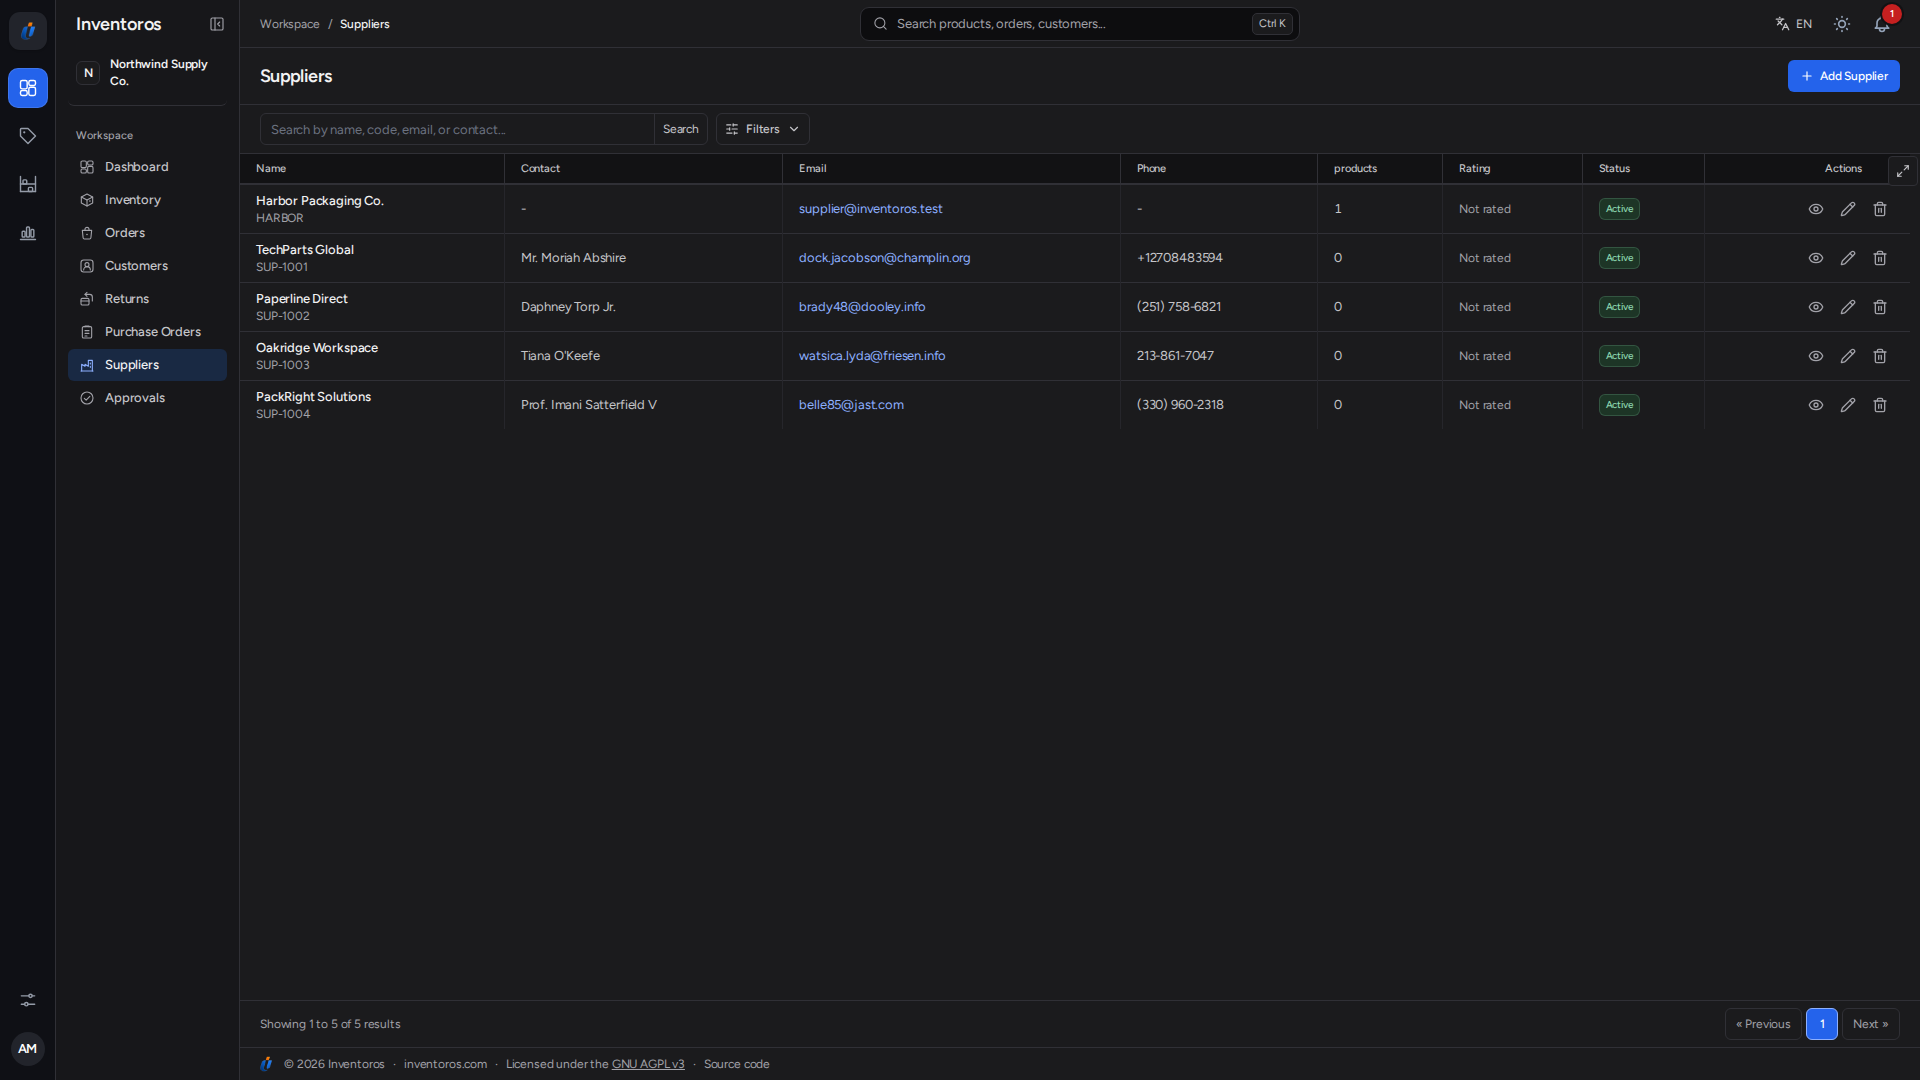 Inventoros
N
Northwind Supply
Co.
Workspace
Dashboard
Inventory
Orders
Customers
Returns
Purchase Orders
Suppliers
Approvals
AM
Workspace / Suppliers
Search products, orders, customers...
Ctrl K
EN
1
Suppliers
Add Supplier
Search by name, code, email, or contact...
Search
Filters
Name Contact Email Phone products Rating Status Actions
Harbor Packaging Co.
HARBOR
- supplier@inventoros.test - 1 Not rated Active
TechParts Global
SUP-1001
Mr. Moriah Abshire dock.jacobson@champlin.org +12708483594 0 Not rated Active
Paperline Direct
SUP-1002
Daphney Torp Jr. brady48@dooley.info (251) 758-6821 0 Not rated Active
Oakridge Workspace
SUP-1003
Tiana O'Keefe watsica.lyda@friesen.info 213-861-7047 0 Not rated Active
PackRight Solutions
SUP-1004
Prof. Imani Satterfield V belle85@jast.com (330) 960-2318 0 Not rated Active
Showing 1 to 5 of 5 results
« Previous 1 Next »
© 2026 Inventoros · inventoros.com · Licensed under the GNU AGPL v3 · Source code